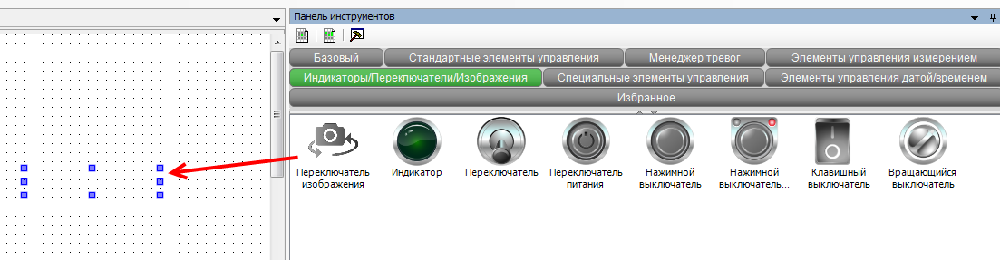 Панель инструментов
Базовый
Стандартные элементы управления
Менеджер тревог
Элементы управления измерением
Индикаторы/Переключатели/Изображения
Специальные элементы управления
Элементы управления датой/временем
Избранное
Переключатель
изображения
Индикатор
Переключатель
Переключатель
питания
Нажимной
выключатель
Нажимной
выключатель...
Клавишный
выключатель
Вращающийся
выключатель